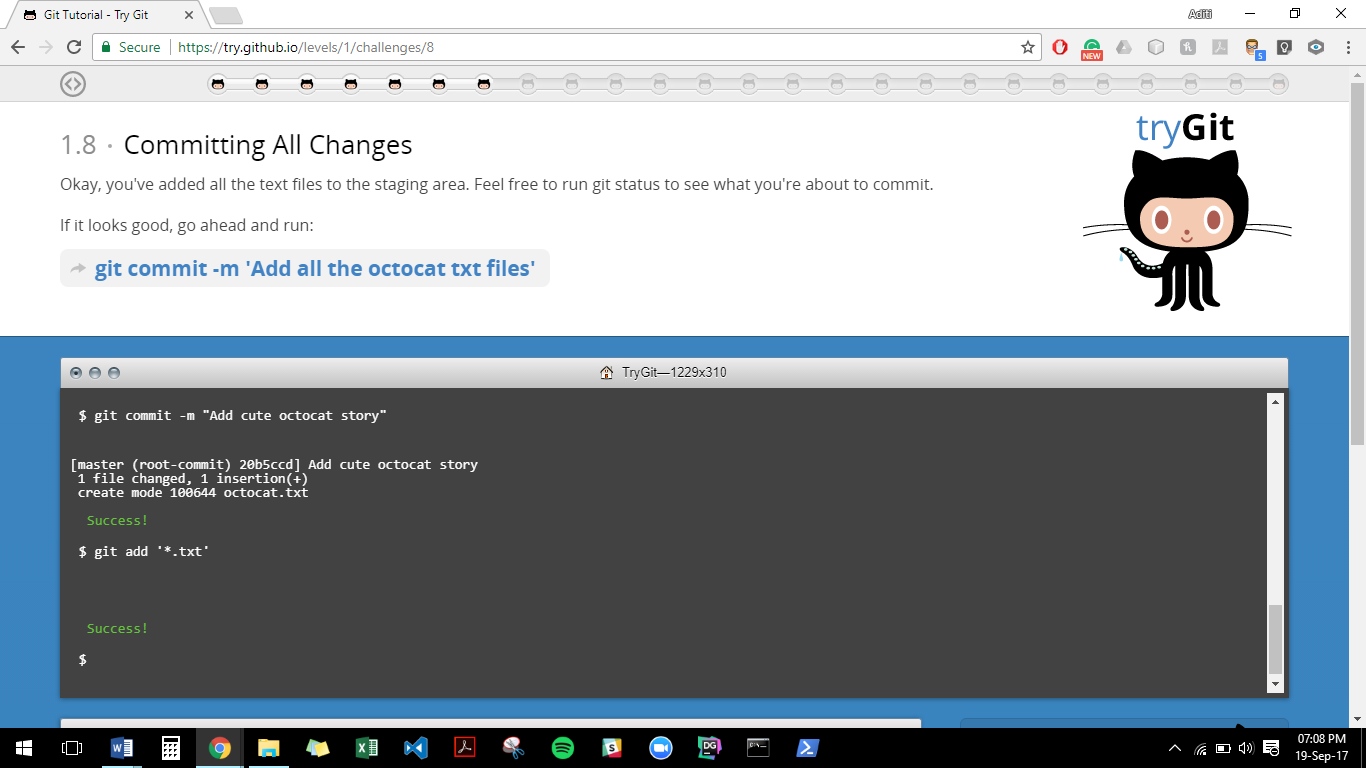 Git Tutorial - Try Git
Aditi
Secure
https://try.github.io/levels/1/challenges/8
NEW
5
1.8 · Committing All Changes
tryGit
Okay, you've added all the text files to the staging area. Feel free to run git status to see what you're about to commit.
If it looks good, go ahead and run:
git commit -m 'Add all the octocat txt files'
TryGit—1229x310
$ git commit -m "Add cute octocat story"
[master (root-commit) 20b5ccd] Add cute octocat story
1 file changed, 1 insertion(+)
create mode 100644 octocat.txt
Success!
$ git add '*.txt'
Success!
$
DG
07:08 PM
19-Sep-17